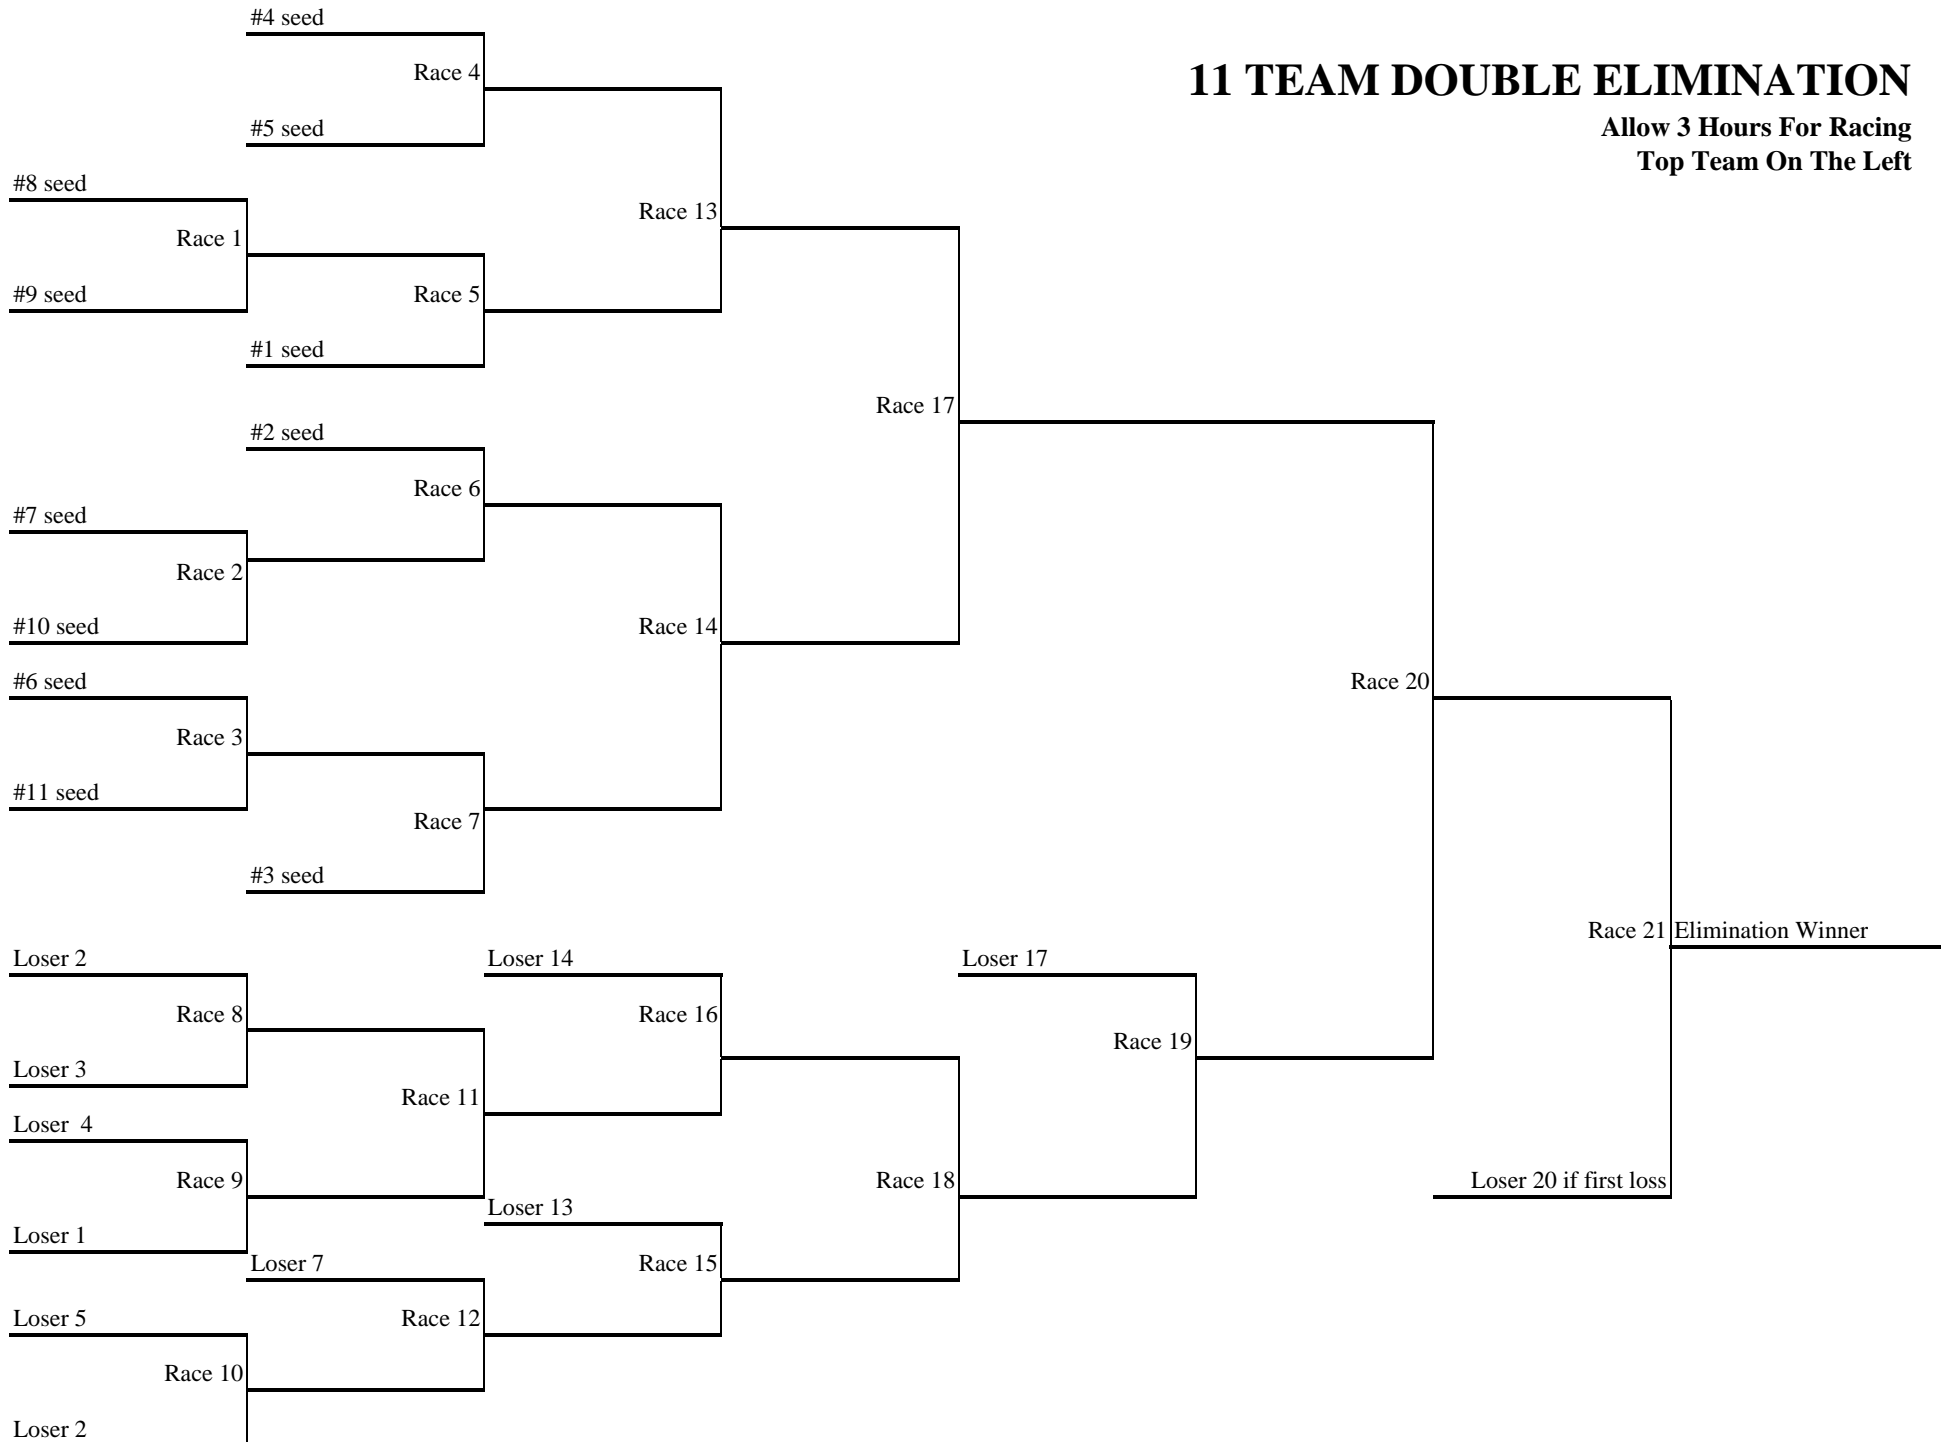 #4 seed
11 TEAM DOUBLE ELIMINATION
Race 4
Allow 3 Hours For Racing
#5 seed
Top Team On The Left
#8 seed
Race 13
Race 1
#9 seed
Race 5
#1 seed
Race 17
#2 seed
Race 6
#7 seed
Race 2
#10 seed
Race 14
#6 seed
Race 20
Race 3
#11 seed
Race 7
#3 seed
Race 21 Elimination Winner
Loser 2
Loser 14
Loser 17
Race 8
Race 16
Race 19
Loser 3
Race 11
Loser  4
Race 9
Race 18
Loser 20 if first loss
Loser 13
Loser 1
Loser 7
Race 15
Loser 5
Race 12
Race 10
Loser 2